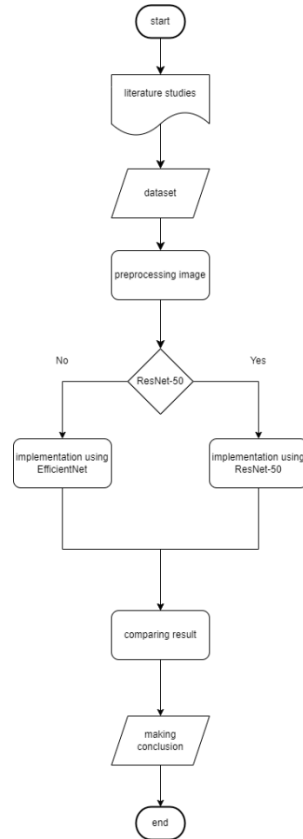 start
literature studies
dataset
preprocessing image
ResNet-50
No
Yes
implementation using
EfficientNet
implementation using
ResNet-50
comparing result
making
conclusion
end